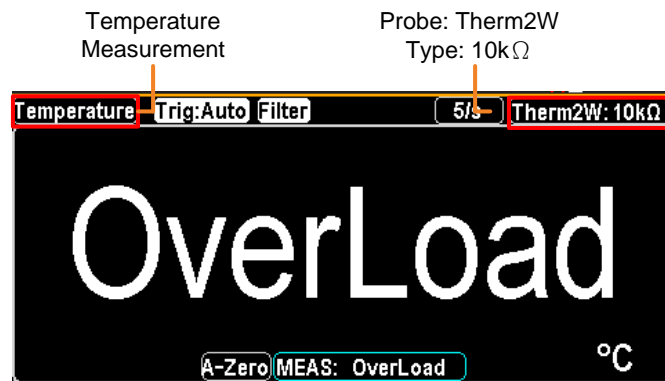 Temperature
Measurement
Probe: Therm2W
Type: 10kΩ
Temperature Trig:Auto Filter 5/s Therm2W:10kΩ
OverLoad
°C
A-Zero MEAS: OverLoad